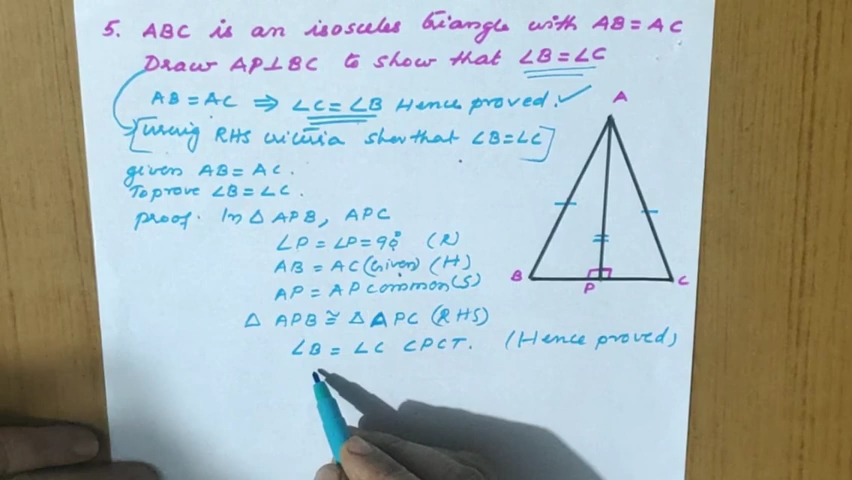 5. ABC is an isosceles triangle with AB = AC
Draw AP⊥BC to show that ∠B = ∠C
AB = AC ⇒ ∠C = ∠B Hence proved. ✓
[using RHS criteria show that ∠B = ∠C]
given AB = AC.
To prove ∠B = ∠C.
proof. In △ APB, APC
∠P = ∠P = 90° (R)
AB = AC (Given) (H)
AP = AP common (S)
△ APB ≅ △ APC (RHS)
∠B = ∠C CPCT. (Hence proved)
A
B
P
C